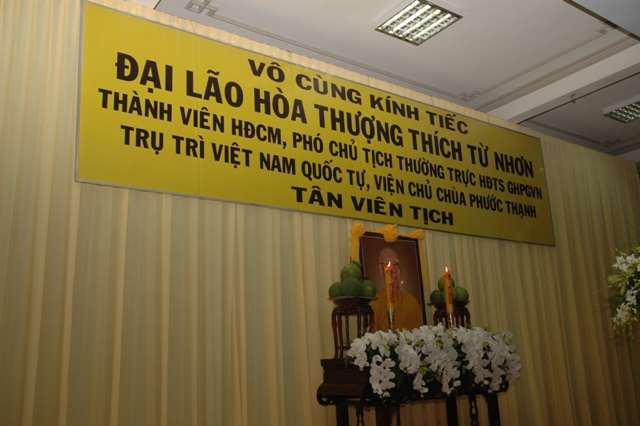 VÔ CÙNG KÍNH TIẾC
ĐẠI LÃO HÒA THƯỢNG THÍCH TỪ NHƠN
THÀNH VIÊN HĐCM, PHÓ CHỦ TỊCH THƯỜNG TRỰC HĐTS GHPGVN
TRỤ TRÌ VIỆT NAM QUỐC TỰ, VIỆN CHỦ CHÙA PHƯỚC THẠNH
TÂN VIÊN TỊCH